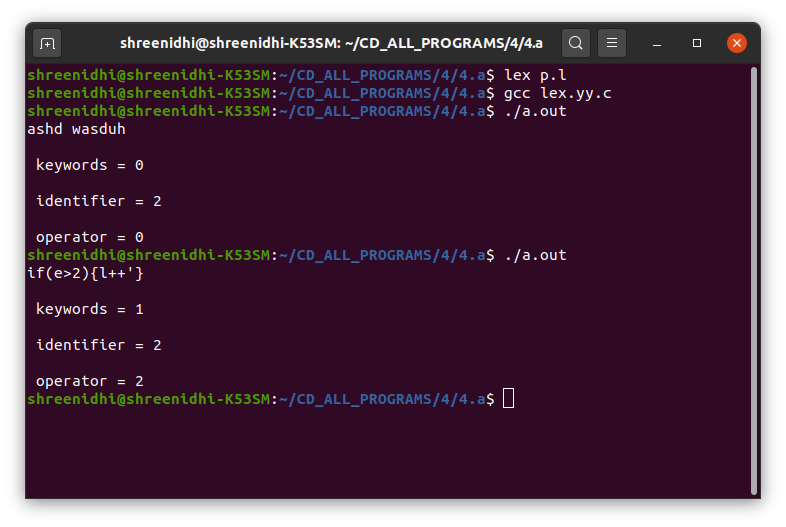 shreenidhi@shreenidhi-K53SM: ~/CD_ALL_PROGRAMS/4/4.a
shreenidhi@shreenidhi-K53SM:~/CD_ALL_PROGRAMS/4/4.a$ lex p.l
shreenidhi@shreenidhi-K53SM:~/CD_ALL_PROGRAMS/4/4.a$ gcc lex.yy.c
shreenidhi@shreenidhi-K53SM:~/CD_ALL_PROGRAMS/4/4.a$ ./a.out
ashd wasduh
keywords = 0
identifier = 2
operator = 0
shreenidhi@shreenidhi-K53SM:~/CD_ALL_PROGRAMS/4/4.a$ ./a.out
if(e>2){l++'}
keywords = 1
identifier = 2
operator = 2
shreenidhi@shreenidhi-K53SM:~/CD_ALL_PROGRAMS/4/4.a$